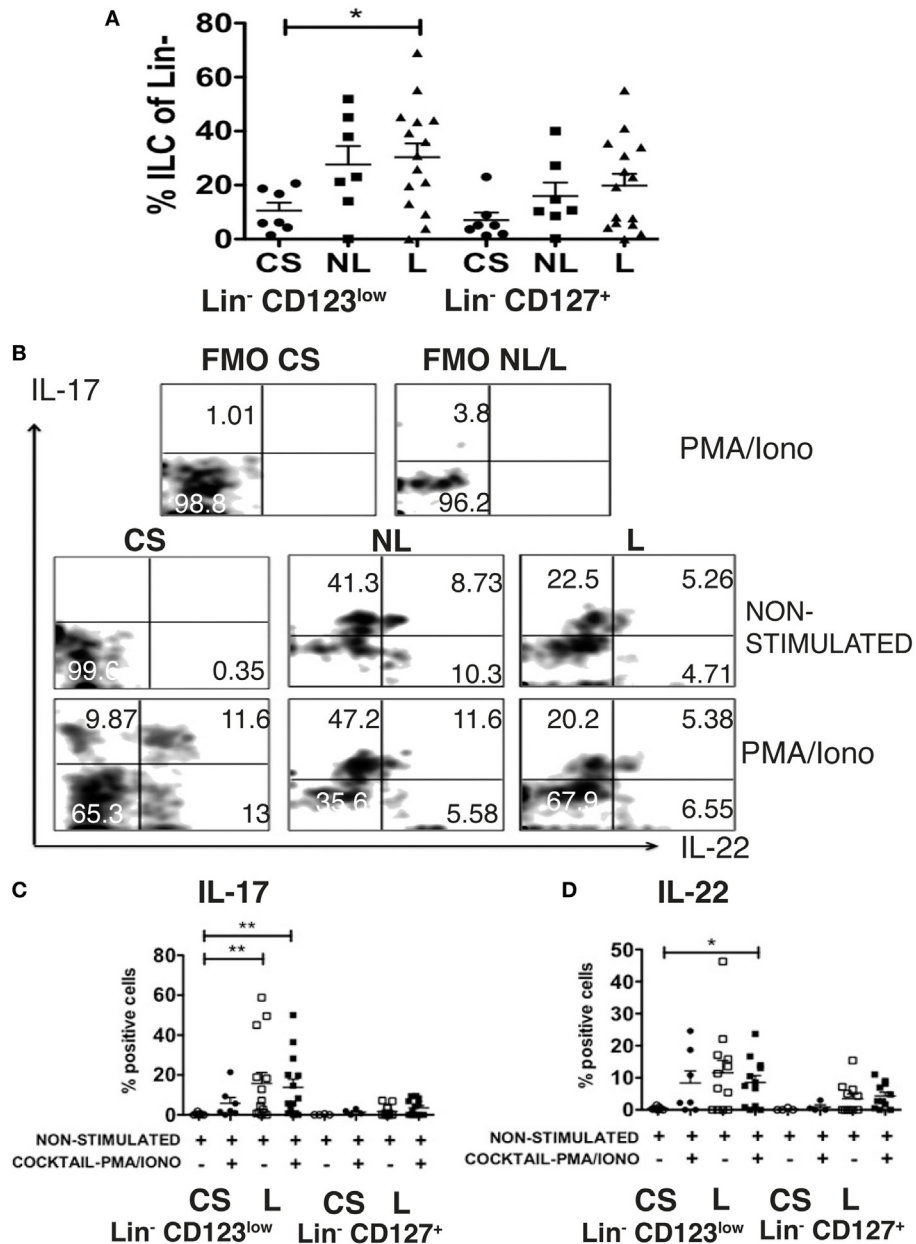 A
*
80
60
40
20
0
% ILC of Lin-
CS NL L CS NL L
Lin- CD123low Lin- CD127+
B
FMO CS FMO NL/L
IL-17
1.01 3.8
98.8 96.2
PMA/Iono
CS NL L
41.3 8.73 22.5 5.26
99.6 0.35 10.3 4.71
NON-
STIMULATED
9.87 11.6 47.2 11.6 20.2 5.38
65.3 13 35.6 5.58 67.9 6.55
PMA/Iono
IL-22
C
IL-17
**
**
80
60
40
20
0
% positive cells
NON-STIMULATED + + + + + + + +
COCKTAIL-PMA/IONO - + - + - + - +
CS L CS L
Lin- CD123low Lin- CD127+
D
IL-22
*
50
40
30
20
10
0
% positive cells
NON-STIMULATED + + + + + + + +
COCKTAIL-PMA/IONO - + - + - + - +
CS L CS L
Lin- CD123low Lin- CD127+